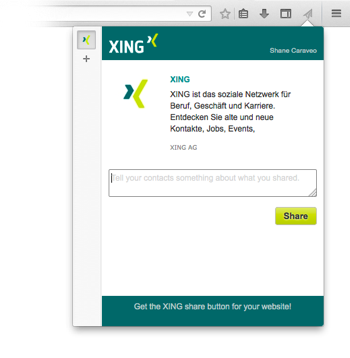 XING
Shane Caraveo
XING
XING ist das soziale Netzwerk für
Beruf, Geschäft und Karriere.
Entdecken Sie alte und neue
Kontakte, Jobs, Events,
XING AG
Tell your contacts something about what you shared.
Share
Get the XING share button for your website!